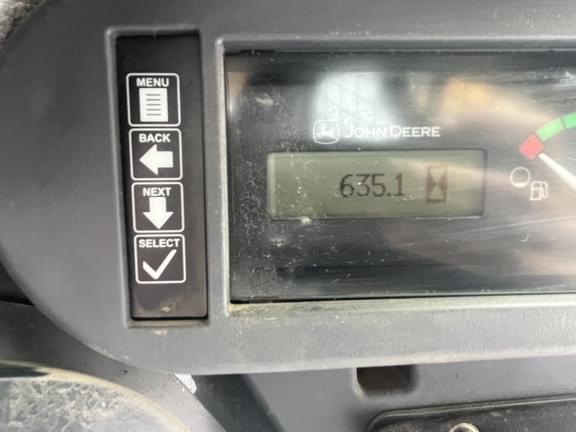 MENU
BACK
NEXT
SELECT
JOHN DEERE
635.1